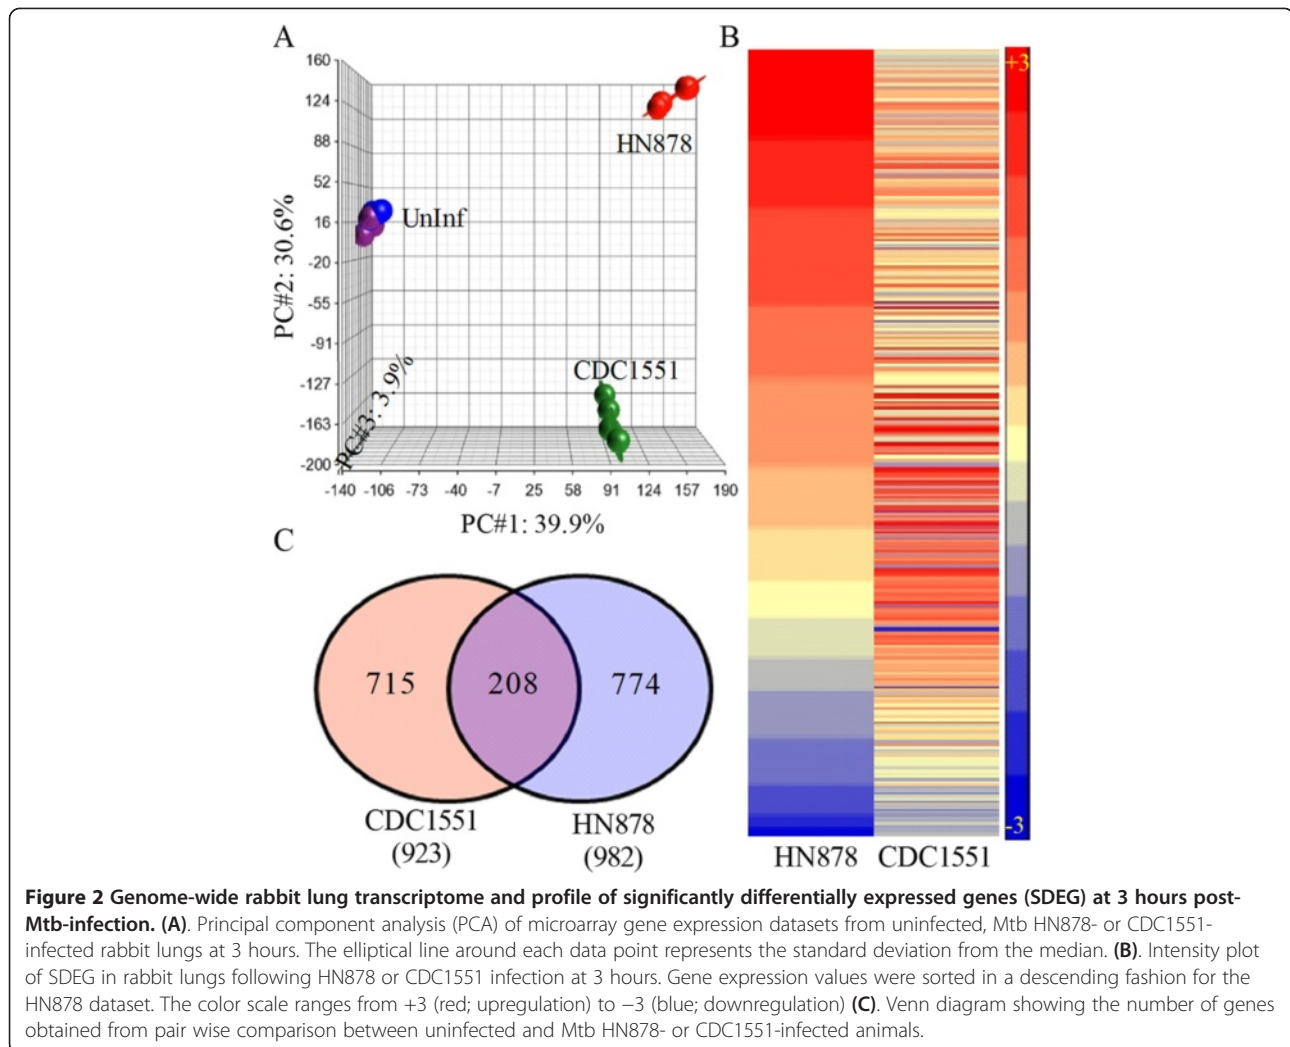 A
160
124
88
52
16
-20
-55
-91
-127
-163
-200
PC#2: 30.6%
PC#3: 3.9%
-140 -106 -73 -40 -7 25 58 91 124 157 190
PC#1: 39.9%
HN878
UnInf
CDC1551
B
+3
-3
HN878 CDC1551
C
715 208 774
CDC1551 HN878
(923) (982)
Figure 2 Genome-wide rabbit lung transcriptome and profile of significantly differentially expressed genes (SDEG) at 3 hours post-
Mtb-infection. (A). Principal component analysis (PCA) of microarray gene expression datasets from uninfected, Mtb HN878- or CDC1551-
infected rabbit lungs at 3 hours. The elliptical line around each data point represents the standard deviation from the median. (B). Intensity plot
of SDEG in rabbit lungs following HN878 or CDC1551 infection at 3 hours. Gene expression values were sorted in a descending fashion for the
HN878 dataset. The color scale ranges from +3 (red; upregulation) to −3 (blue; downregulation) (C). Venn diagram showing the number of genes
obtained from pair wise comparison between uninfected and Mtb HN878- or CDC1551-infected animals.